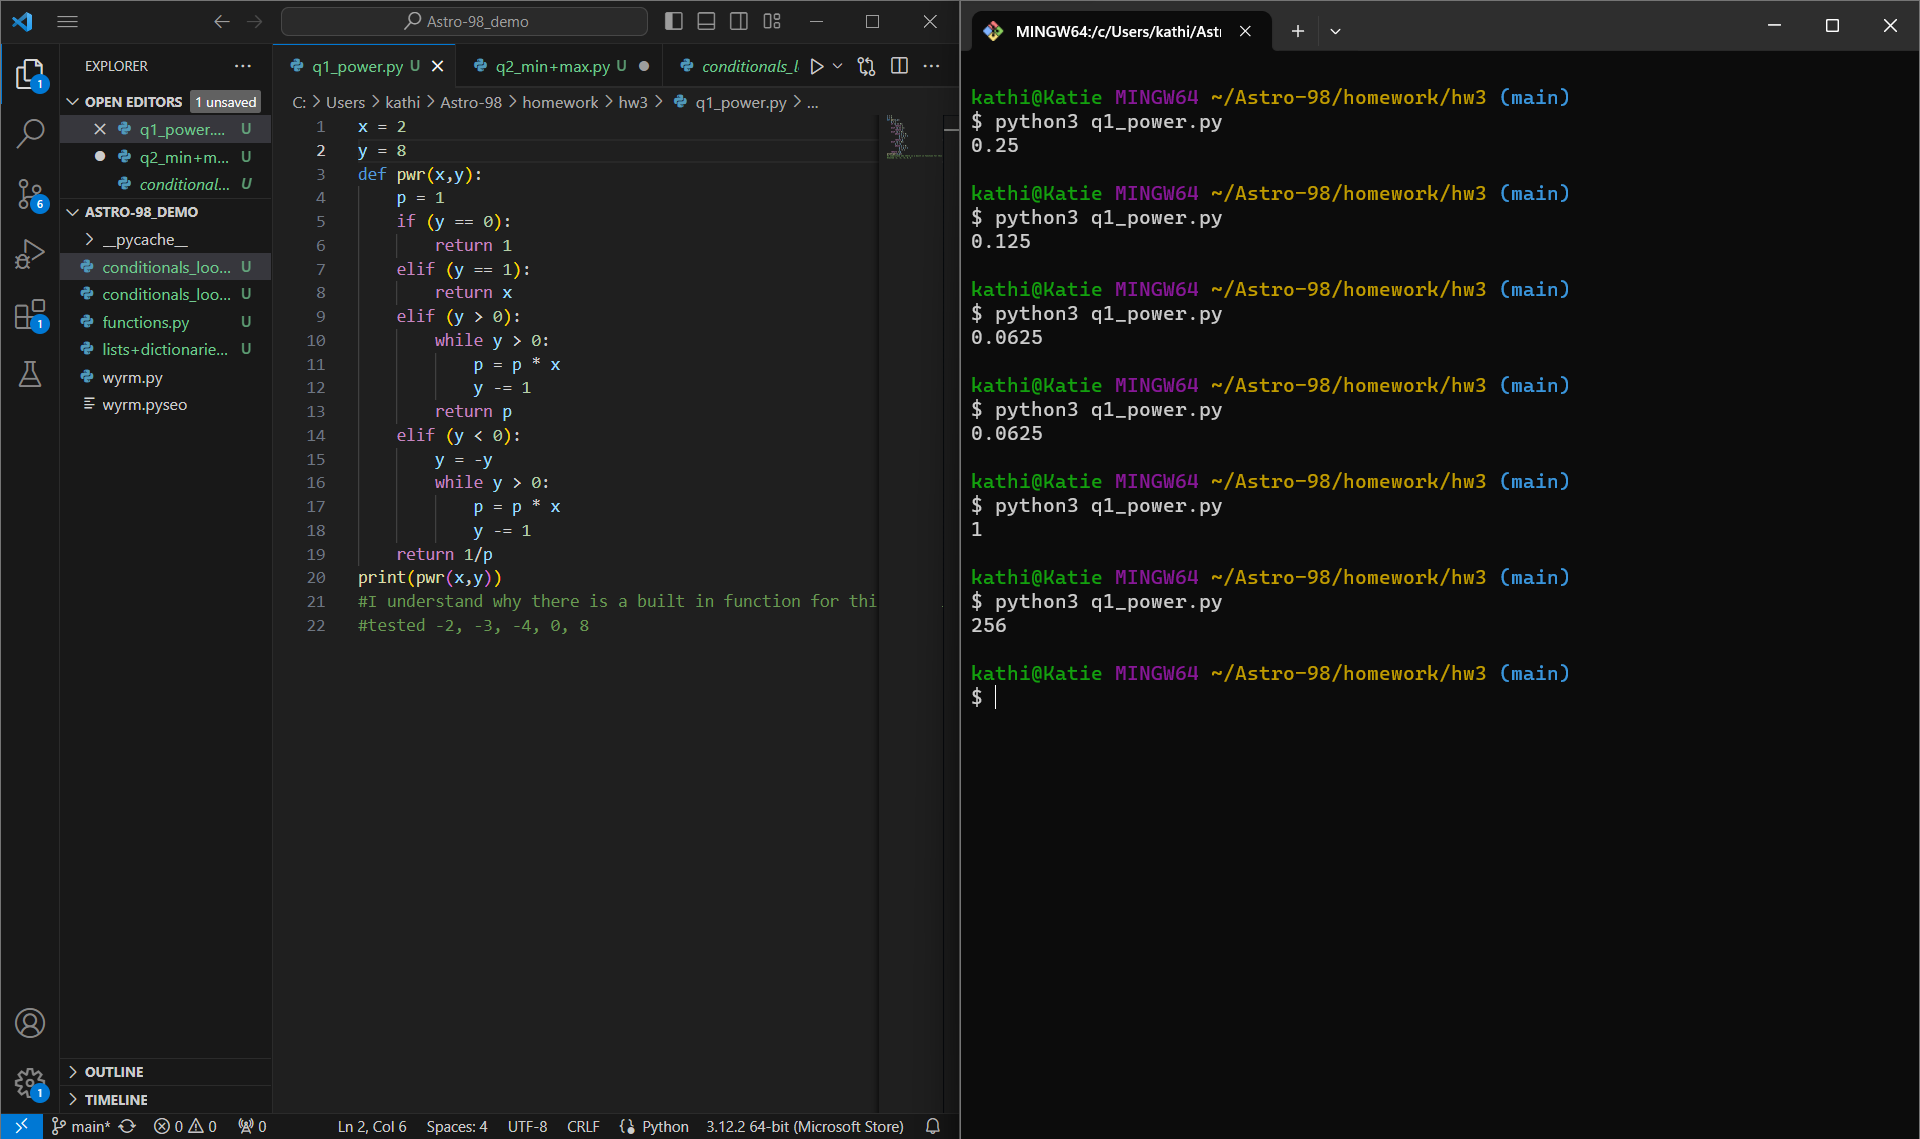 Astro-98_demo
EXPLORER
OPEN EDITORS 1 unsaved
q1_power.... U
q2_min+m... U
conditional... U
ASTRO-98_DEMO
__pycache__
conditionals_loo... U
conditionals_loo... U
functions.py U
lists+dictionarie... U
wyrm.py
wyrm.pyseo
OUTLINE
TIMELINE
1
6
1
1
q1_power.py U
q2_min+max.py U
conditionals_l
C: > Users > kathi > Astro-98 > homework > hw3 > q1_power.py > ...
1 x = 2
2 y = 8
3 def pwr(x,y):
4     p = 1
5     if (y == 0):
6         return 1
7     elif (y == 1):
8         return x
9     elif (y > 0):
10         while y > 0:
11             p = p * x
12             y -= 1
13         return p
14     elif (y < 0):
15         y = -y
16         while y > 0:
17             p = p * x
18             y -= 1
19     return 1/p
20 print(pwr(x,y))
21 #I understand why there is a built in function for thi
22 #tested -2, -3, -4, 0, 8
main* 0 0 0 Ln 2, Col 6 Spaces: 4 UTF-8 CRLF Python 3.12.2 64-bit (Microsoft Store)
MINGW64:/c/Users/kathi/Ast
kathi@Katie MINGW64 ~/Astro-98/homework/hw3 (main)
$ python3 q1_power.py
0.25
kathi@Katie MINGW64 ~/Astro-98/homework/hw3 (main)
$ python3 q1_power.py
0.125
kathi@Katie MINGW64 ~/Astro-98/homework/hw3 (main)
$ python3 q1_power.py
0.0625
kathi@Katie MINGW64 ~/Astro-98/homework/hw3 (main)
$ python3 q1_power.py
0.0625
kathi@Katie MINGW64 ~/Astro-98/homework/hw3 (main)
$ python3 q1_power.py
1
kathi@Katie MINGW64 ~/Astro-98/homework/hw3 (main)
$ python3 q1_power.py
256
kathi@Katie MINGW64 ~/Astro-98/homework/hw3 (main)
$